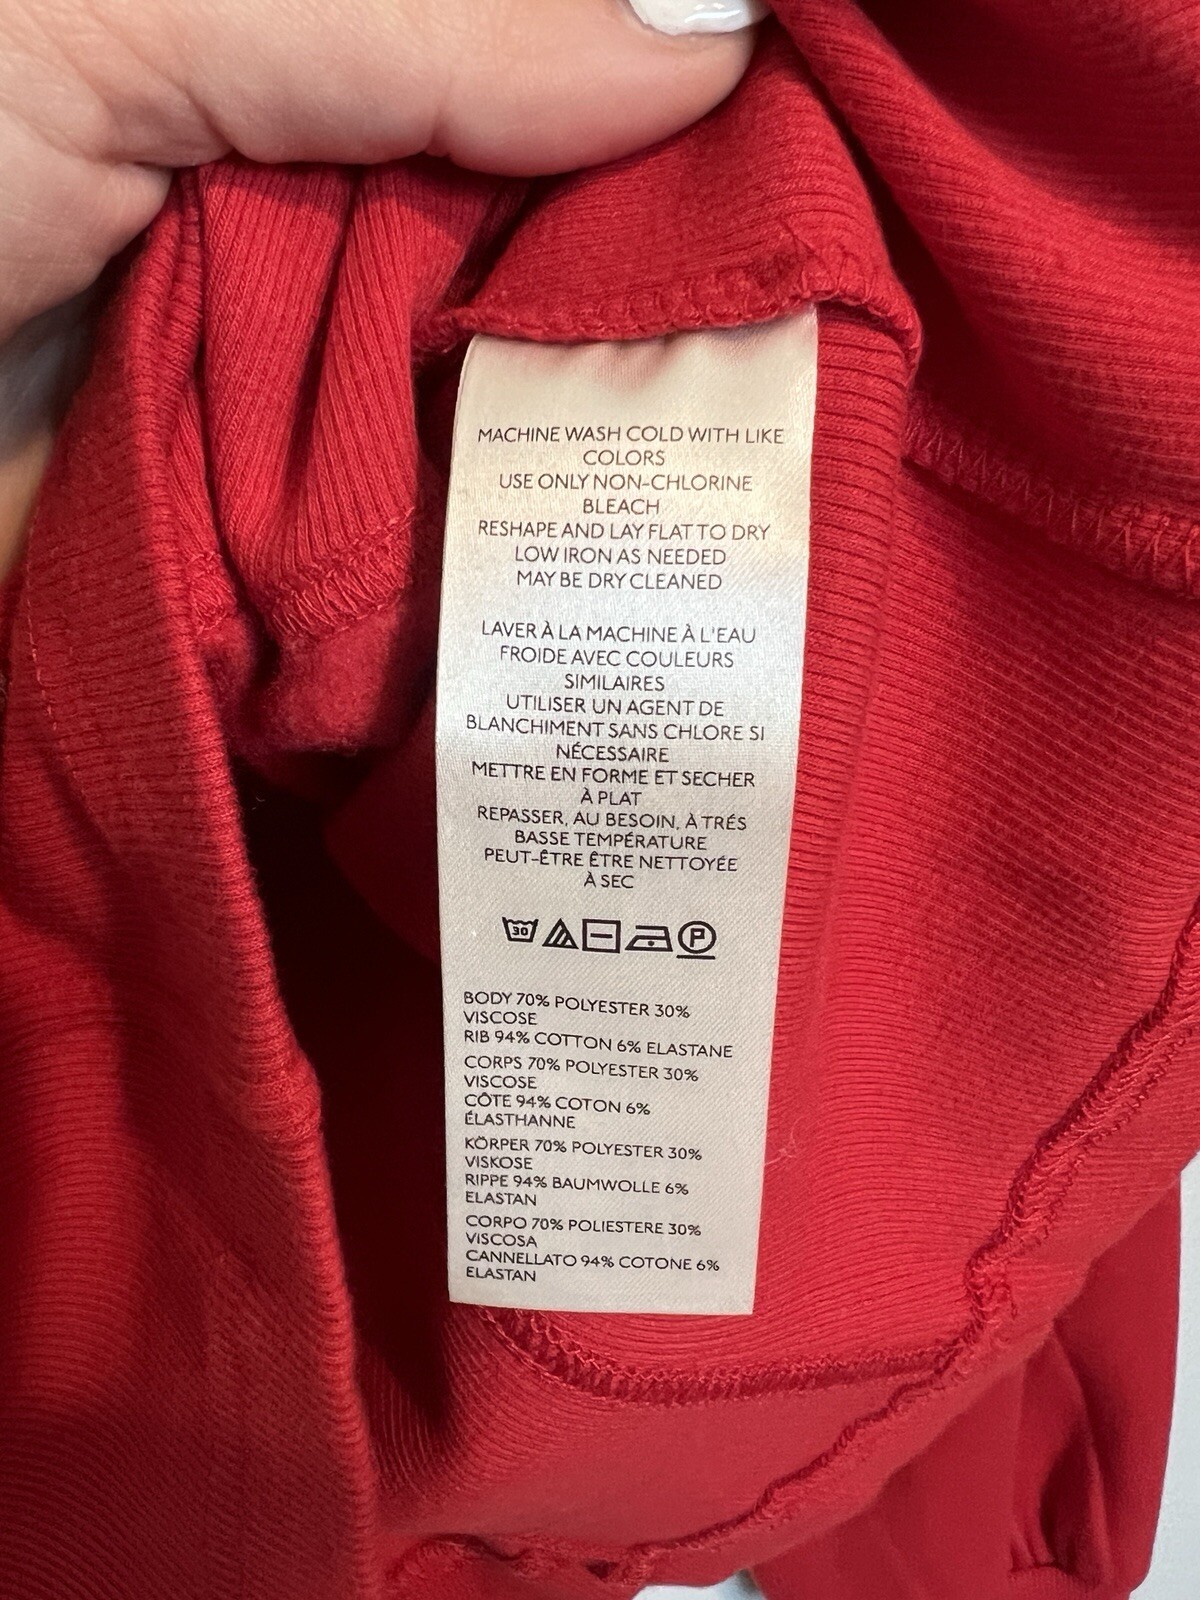 MACHINE WASH COLD WITH LIKE
COLORS
USE ONLY NON-CHLORINE
BLEACH
RESHAPE AND LAY FLAT TO DRY
LOW IRON AS NEEDED
MAY BE DRY CLEANED
LAVER À LA MACHINE À L'EAU
FROIDE AVEC COULEURS
SIMILAIRES
UTILISER UN AGENT DE
BLANCHIMENT SANS CHLORE SI
NÉCESSAIRE
METTRE EN FORME ET SECHER
À PLAT
REPASSER, AU BESOIN, À TRÉS
BASSE TEMPÉRATURE
PEUT-ÊTRE ÊTRE NETTOYÉE
À SEC
30 P
BODY 70% POLYESTER 30%
VISCOSE
RIB 94% COTTON 6% ELASTANE
CORPS 70% POLYESTER 30%
VISCOSE
CÔTE 94% COTON 6%
ÉLASTHANNE
KÖRPER 70% POLYESTER 30%
VISKOSE
RIPPE 94% BAUMWOLLE 6%
ELASTAN
CORPO 70% POLIESTERE 30%
VISCOSA
CANNELLATO 94% COTONE 6%
ELASTAN